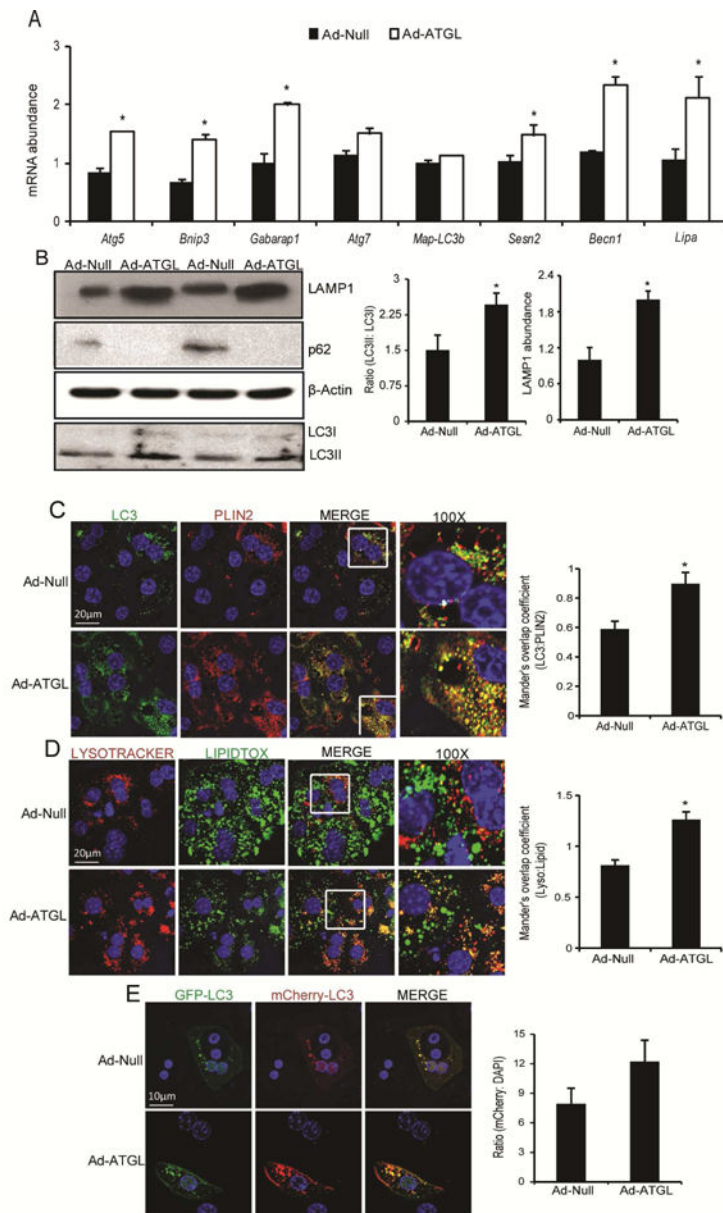 A
Ad-Null Ad-ATGL
mRNA abundance
3
2
1
0
* * * * * *
Atg5 Bnip3 Gabarap1 Atg7 Map-LC3b Sesn2 Becn1 Lipa
B
Ad-Null Ad-ATGL Ad-Null Ad-ATGL
LAMP1
p62
β-Actin
LC3I
LC3II
Ratio (LC3II: LC3I)
3
2.25
1.75
0
*
Ad-Null Ad-ATGL
LAMP1 abundance
2.4
1.8
1.2
0.6
0
*
Ad-Null Ad-ATGL
C
LC3 PLIN2 MERGE 100X
Ad-Null
20µm
Ad-ATGL
Mander's overlap coefficient
(LC3:PLIN2)
1
0.8
0.6
0.4
0.2
0
*
Ad-Null Ad-ATGL
D
LYSOTRACKER LIPIDTOX MERGE 100X
Ad-Null
20µm
Ad-ATGL
Mander's overlap coefficient
(Lyso:Lipid)
1.5
1
0.5
0
*
Ad-Null Ad-ATGL
E
GFP-LC3 mCherry-LC3 MERGE
Ad-Null
10µm
Ad-ATGL
Ratio (mCherry: DAPI)
15
12
9
6
3
0
Ad-Null Ad-ATGL